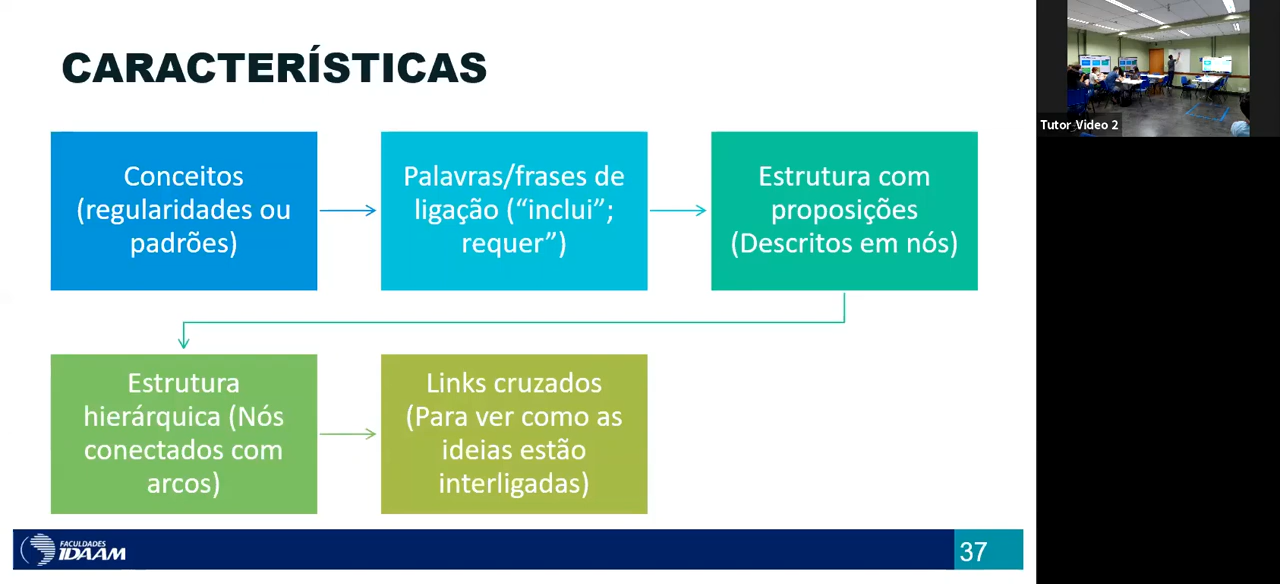 CARACTERÍSTICAS
Conceitos
(regularidades ou
padrões)
Palavras/frases de
ligação (“inclui”;
requer”)
Estrutura com
proposições
(Descritos em nós)
Estrutura
hierárquica (Nós
conectados com
arcos)
Links cruzados
(Para ver como as
ideias estão
interligadas)
FACULDADES
IDAAM
37
Tutor Video 2